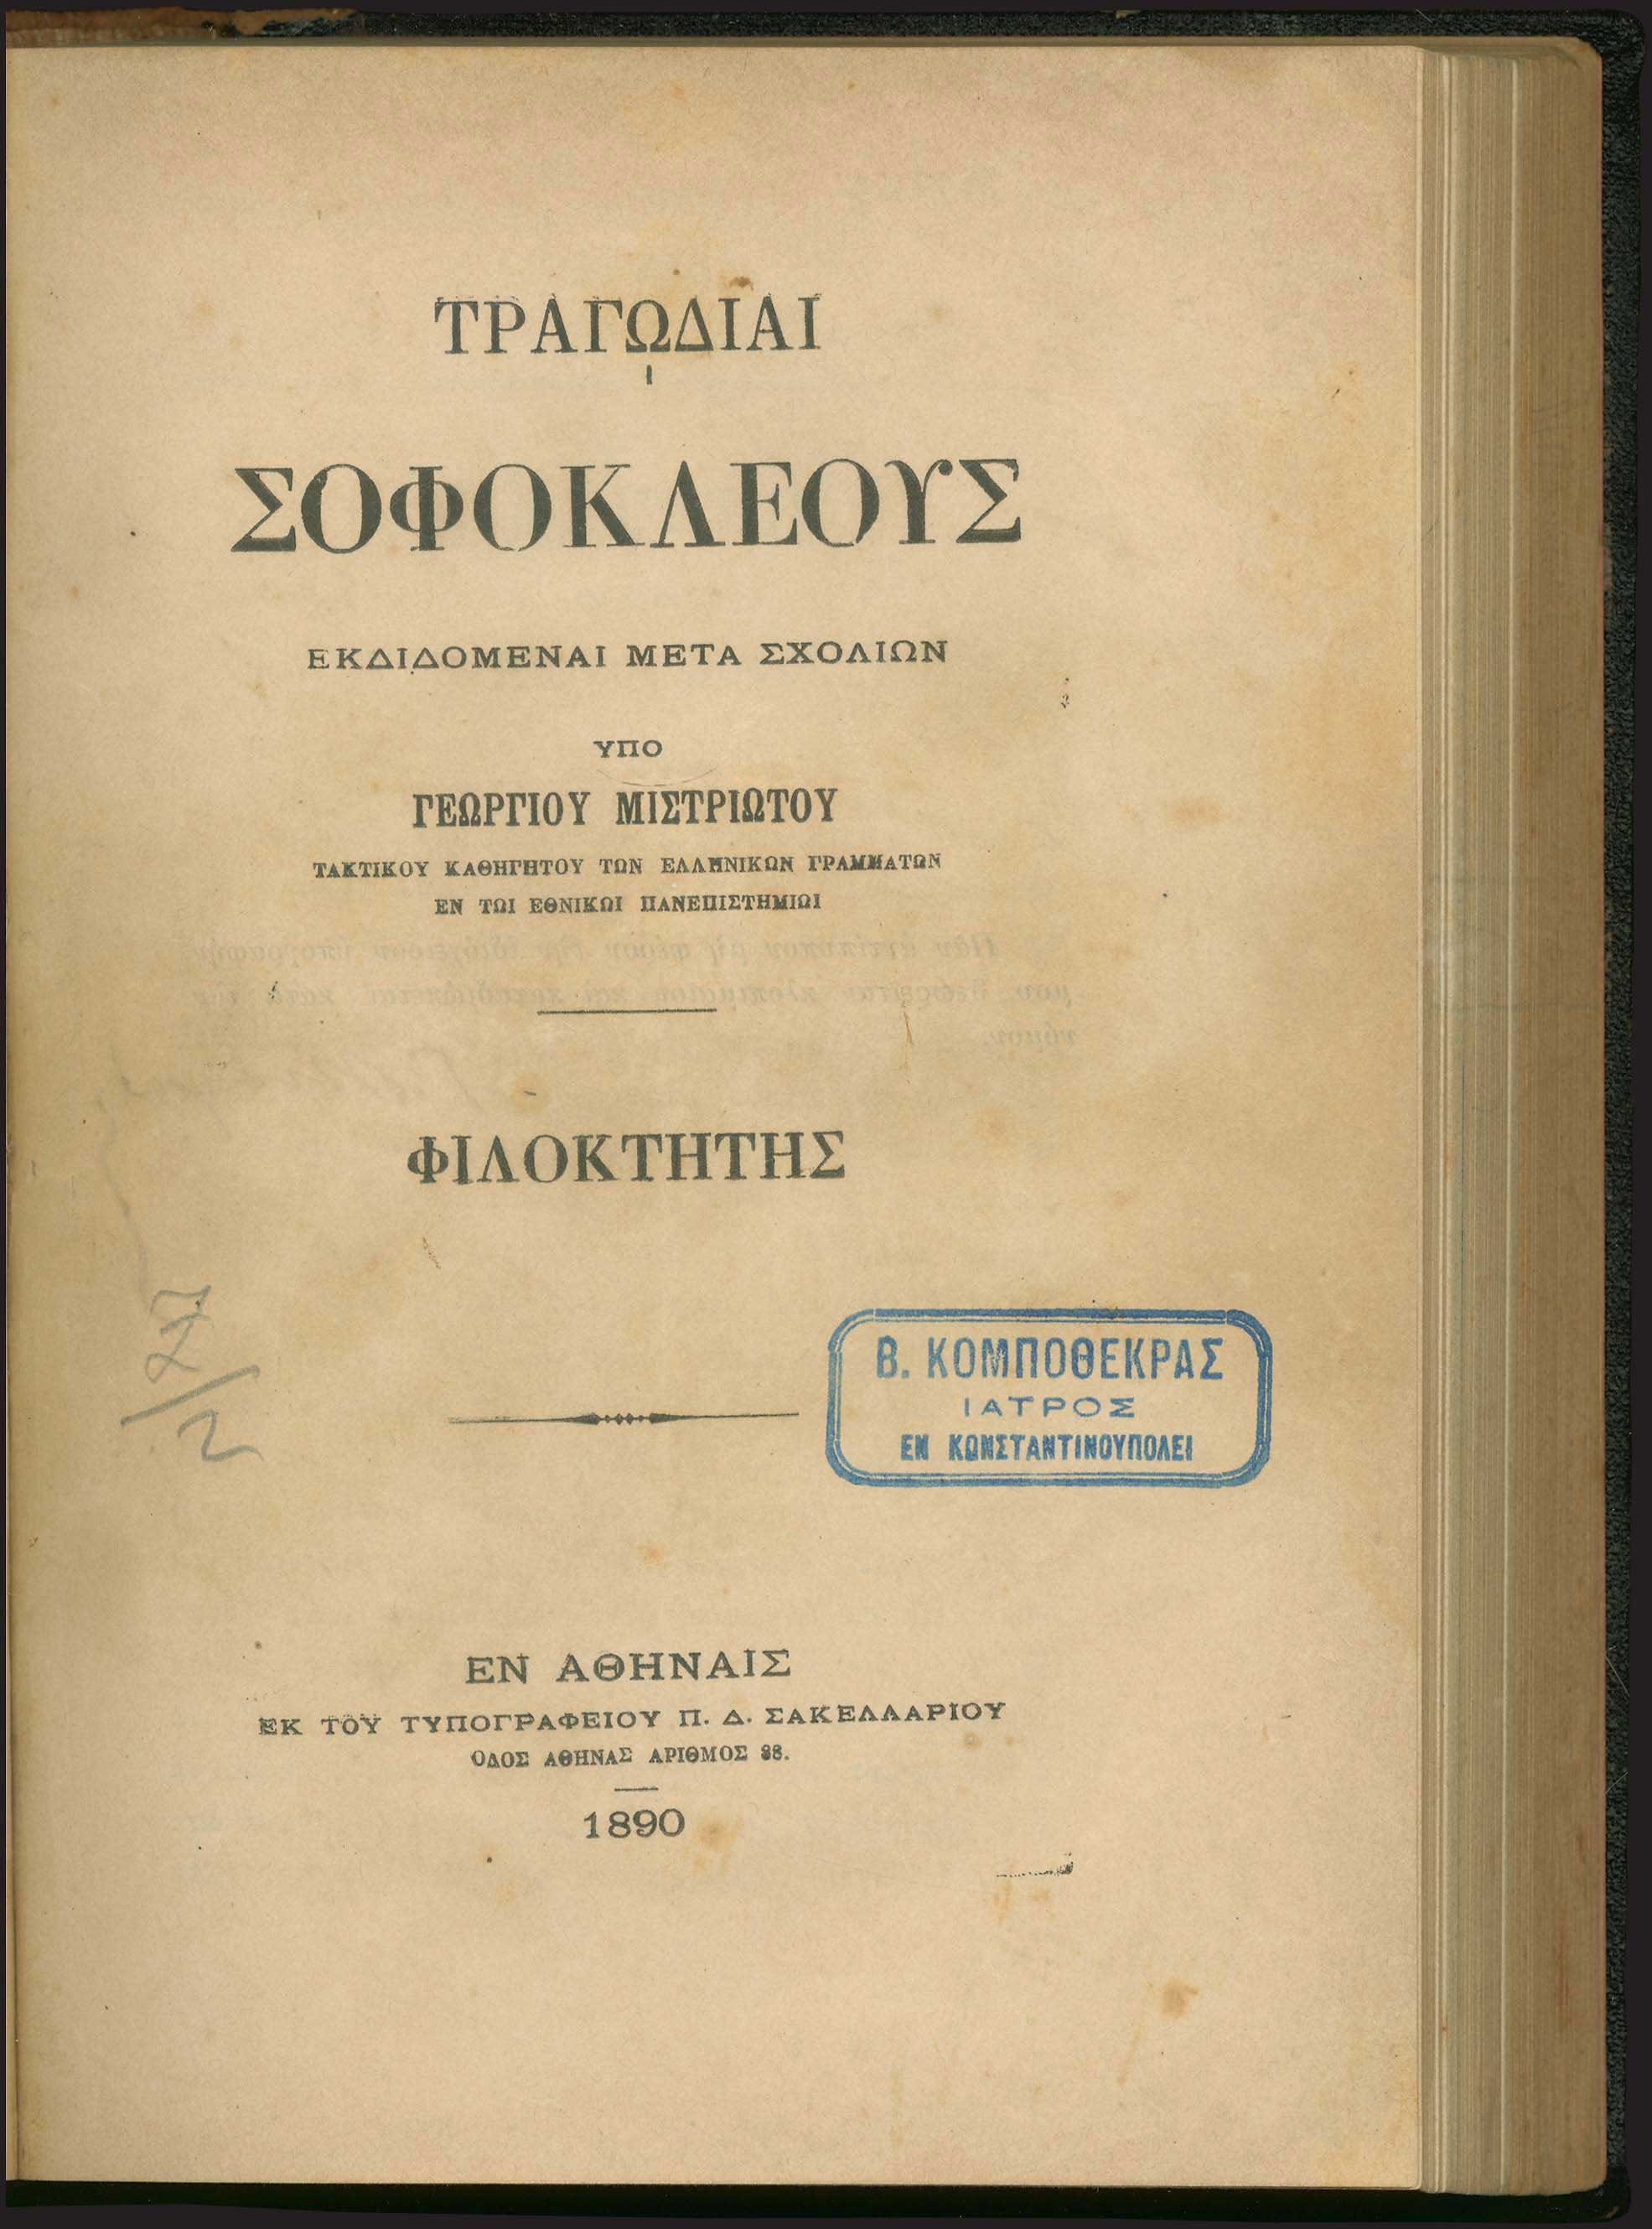 ΤΡΑΓΩΔΙΑΙ
ΣΟΦΟΚΛΕΟΥΣ
ΕΚΔΙΔΟΜΕΝΑΙ ΜΕΤΑ ΣΧΟΛΙΩΝ
ΥΠΟ
ΓΕΩΡΓΙΟΥ ΜΙΣΤΡΙΩΤΟΥ
ΤΑΚΤΙΚΟΥ ΚΑΘΗΓΗΤΟΥ ΤΩΝ ΕΛΛΗΝΙΚΩΝ ΓΡΑΜΜΑΤΩΝ
ΕΝ ΤΩΙ ΕΘΝΙΚΩΙ ΠΑΝΕΠΙΣΤΗΜΙΩΙ
ΦΙΛΟΚΤΗΤΗΣ
Β. ΚΟΜΠΟΘΕΚΡΑΣ
ΙΑΤΡΟΣ
ΕΝ ΚΩΝΣΤΑΝΤΙΝΟΥΠΟΛΕΙ
ΕΝ ΑΘΗΝΑΙΣ
ΕΚ ΤΟΥ ΤΥΠΟΓΡΑΦΕΙΟΥ Π. Δ. ΣΑΚΕΛΛΑΡΙΟΥ
ΟΔΟΣ ΑΘΗΝΑΣ ΑΡΙΘΜΟΣ
1890